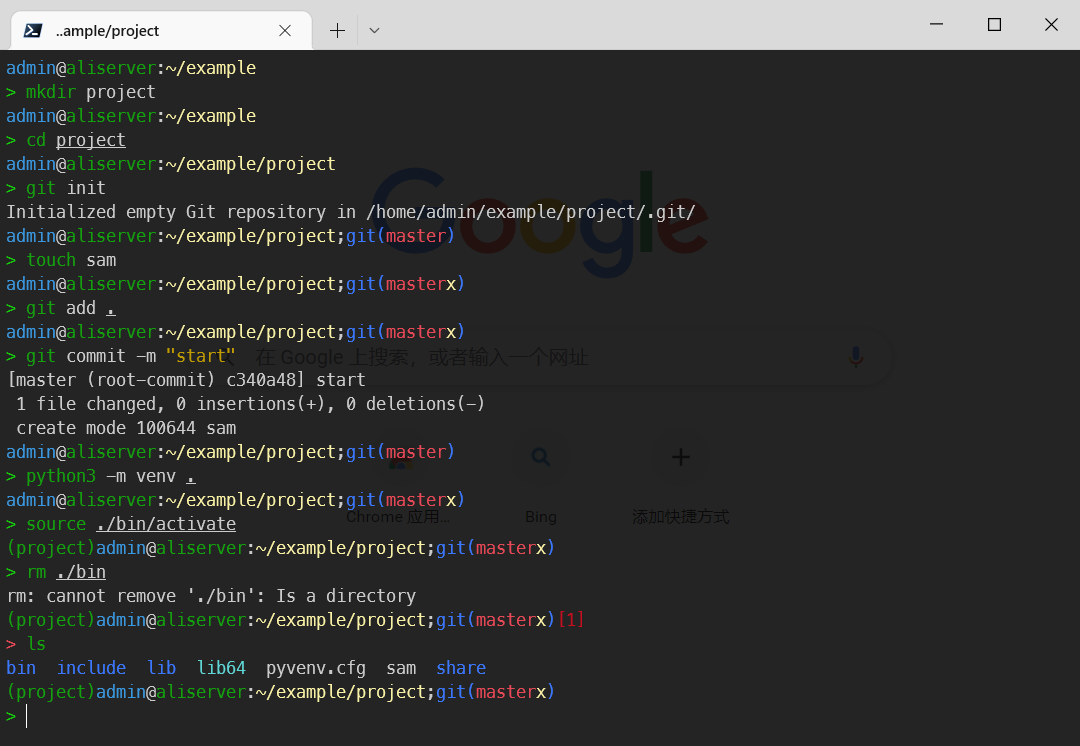 ..ample/project
admin@aliserver:~/example
> mkdir project
admin@aliserver:~/example
> cd project
admin@aliserver:~/example/project
> git init
Initialized empty Git repository in /home/admin/example/project/.git/
admin@aliserver:~/example/project;git(master)
> touch sam
admin@aliserver:~/example/project;git(masterx)
> git add .
admin@aliserver:~/example/project;git(masterx)
> git commit -m "start"
[master (root-commit) c340a48] start
1 file changed, 0 insertions(+), 0 deletions(-)
create mode 100644 sam
admin@aliserver:~/example/project;git(master)
> python3 -m venv .
admin@aliserver:~/example/project;git(masterx)
> source ./bin/activate
(project)admin@aliserver:~/example/project;git(masterx)
> rm ./bin
rm: cannot remove './bin': Is a directory
(project)admin@aliserver:~/example/project;git(masterx)[1]
> ls
bin include lib lib64 pyvenv.cfg sam share
(project)admin@aliserver:~/example/project;git(masterx)
>
Google
在 Google 上搜索，或者输入一个网址
Chrome 应用...
Bing
添加快捷方式